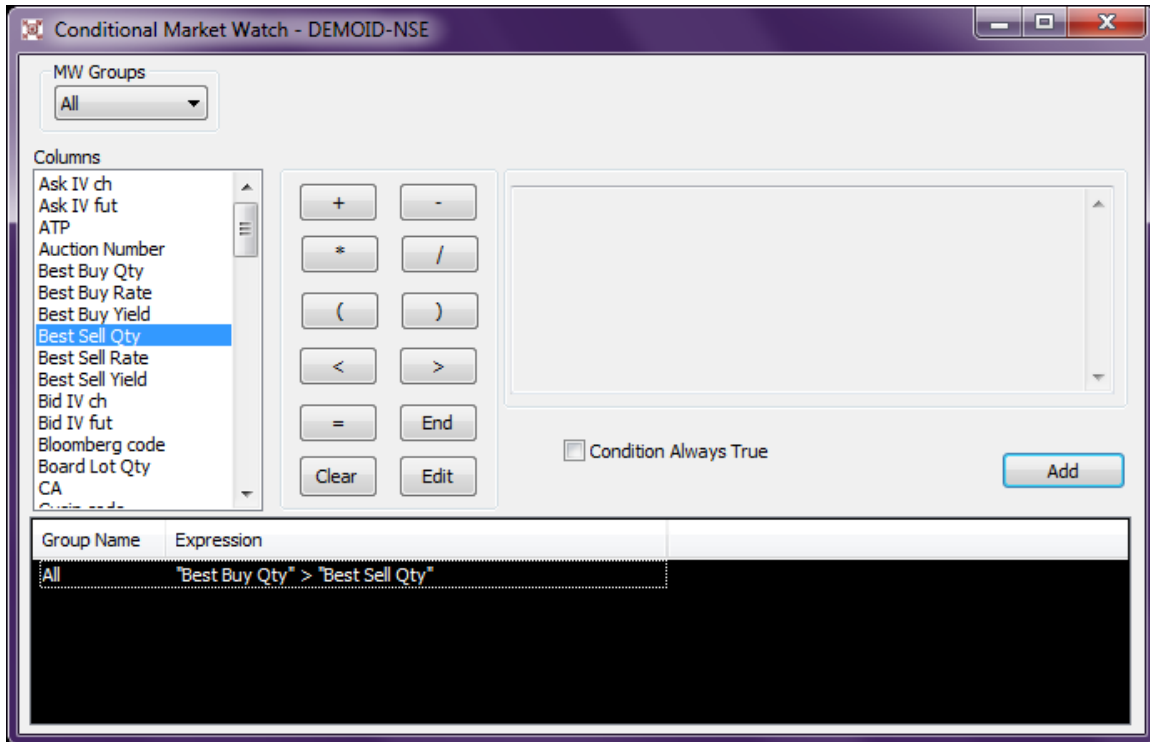 Conditional Market Watch - DEMOID-NSE
MW Groups
All
Columns
Ask IV ch
Ask IV fut
ATP
Auction Number
Best Buy Qty
Best Buy Rate
Best Buy Yield
Best Sell Qty
Best Sell Rate
Best Sell Yield
Bid IV ch
Bid IV fut
Bloomberg code
Board Lot Qty
CA
+ -
* /
( )
< >
= End
Clear Edit
Condition Always True
Add
Group Name Expression
All "Best Buy Qty" > "Best Sell Qty"